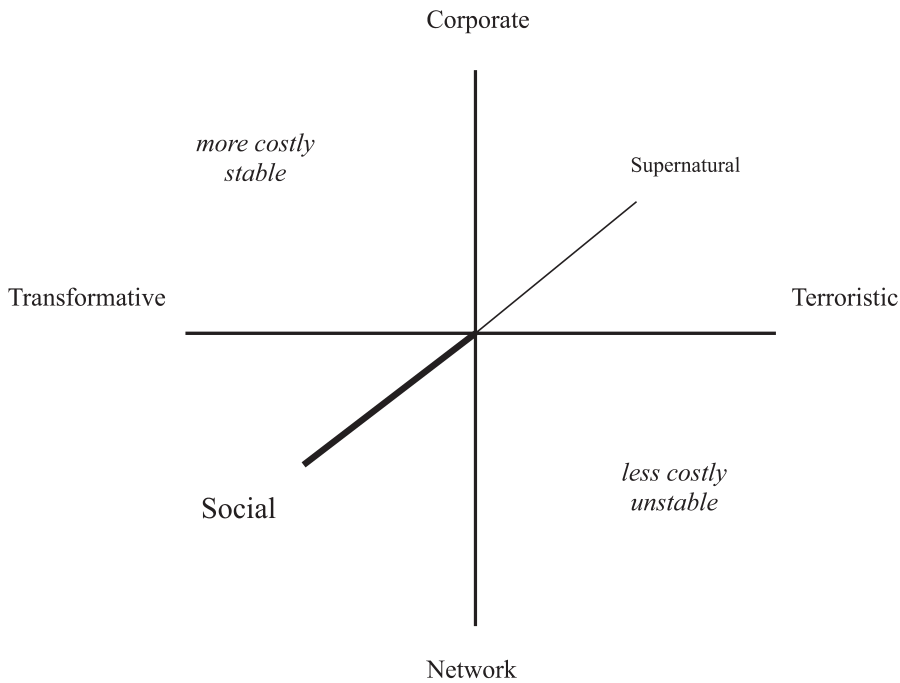 Corporate
more costly
stable
Supernatural
Transformative
Terroristic
less costly
unstable
Social
Network